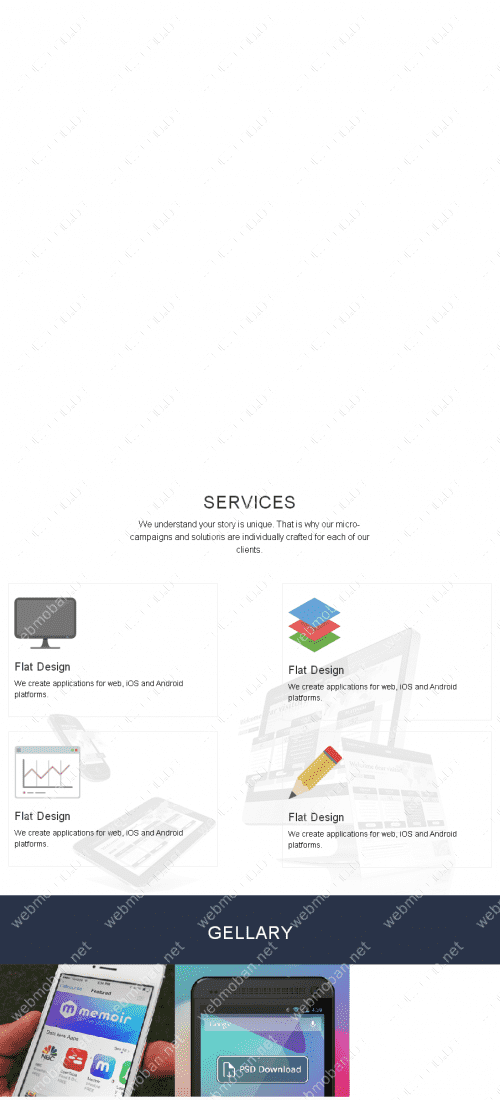 SERVICES
We understand your story is unique. That is why our micro-
campaigns and solutions are individually crafted for each of our
clients.
Flat Design
We create applications for web, iOS and Android
platforms.
Flat Design
We create applications for web, iOS and Android
platforms.
Flat Design
We create applications for web, iOS and Android
platforms.
Flat Design
We create applications for web, iOS and Android
platforms.
GELLARY
webmoban.net
Featured
memoir
NBC
Google
PSD Download